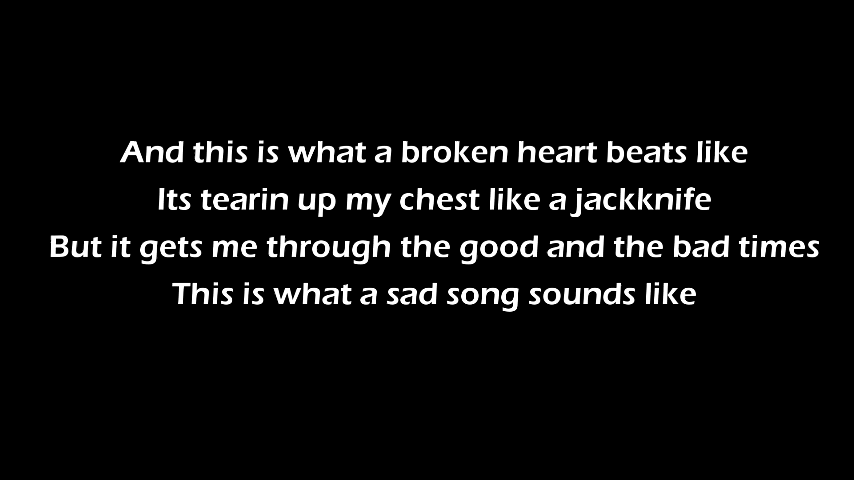 And this is what a broken heart beats like
Its tearin up my chest like a jackknife
But it gets me through the good and the bad times
This is what a sad song sounds like